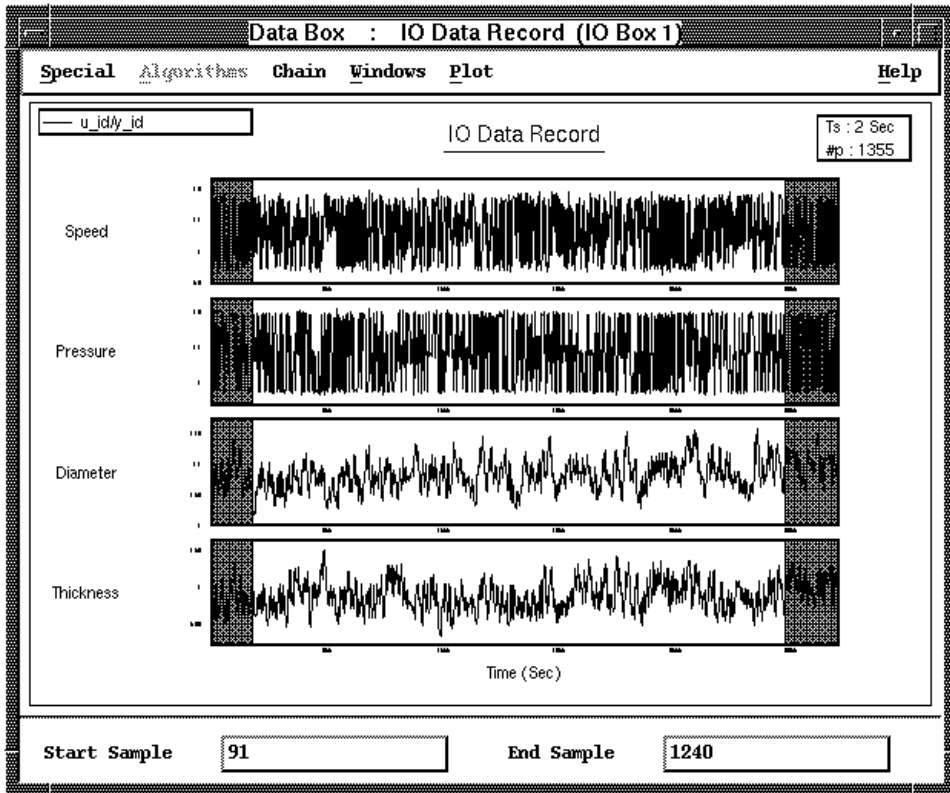 Data Box : IO Data Record (IO Box 1)
Special Algorithms Chain Windows Plot Help
u_id/y_id
IO Data Record
Ts : 2 Sec
#p : 1355
Speed
Pressure
Diameter
Thickness
Time (Sec)
Start Sample 91 End Sample 1240